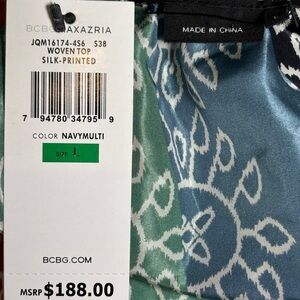 BCBGMAXAZRIA
JQM16174-4S6 S38
WOVEN TOP
SILK-PRINTED
7 94780 34795 9
COLOR NAVYMULTI
SIZE L
BCBG.COM
MSRP $188.00
MADE IN CHINA